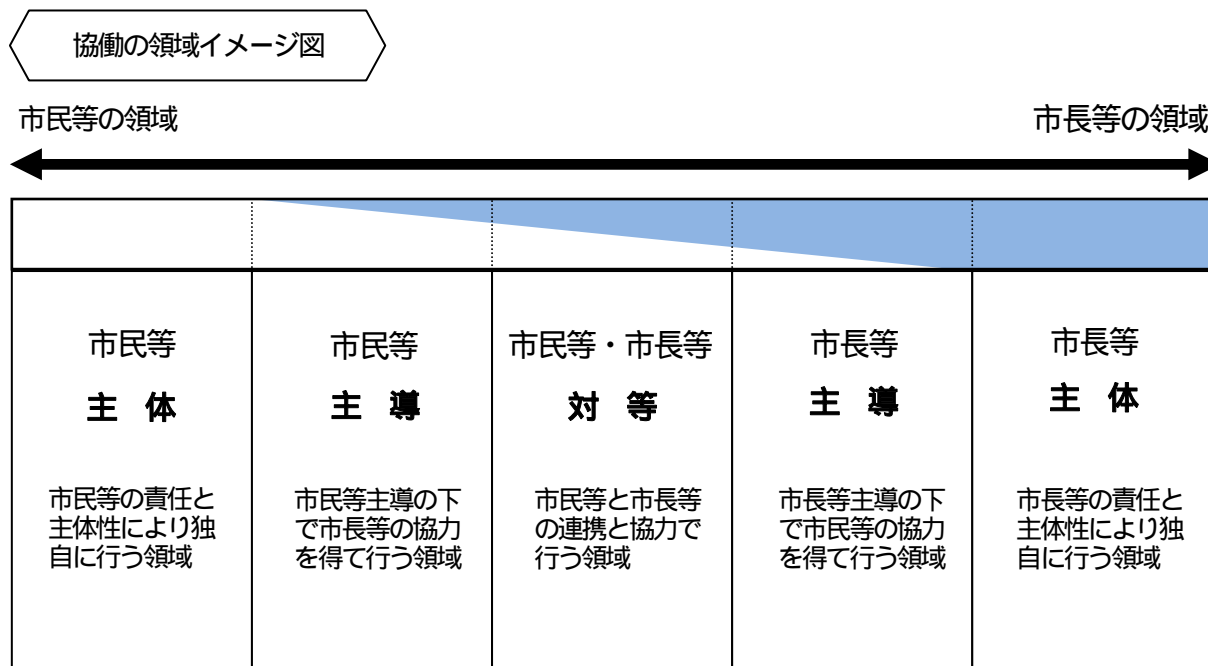 協働の領域イメージ図
市民等の領域
市長等の領域
市民等
主 体
市民等の責任と
主体性により独
自に行う領域
市民等
主 導
市民等主導の下
で市長等の協力
を得て行う領域
市民等・市長等
対 等
市民等と市長等
の連携と協力で
行う領域
市長等
主 導
市長等主導の下
で市民等の協力
を得て行う領域
市長等
主 体
市長等の責任と
主体性により独
自に行う領域